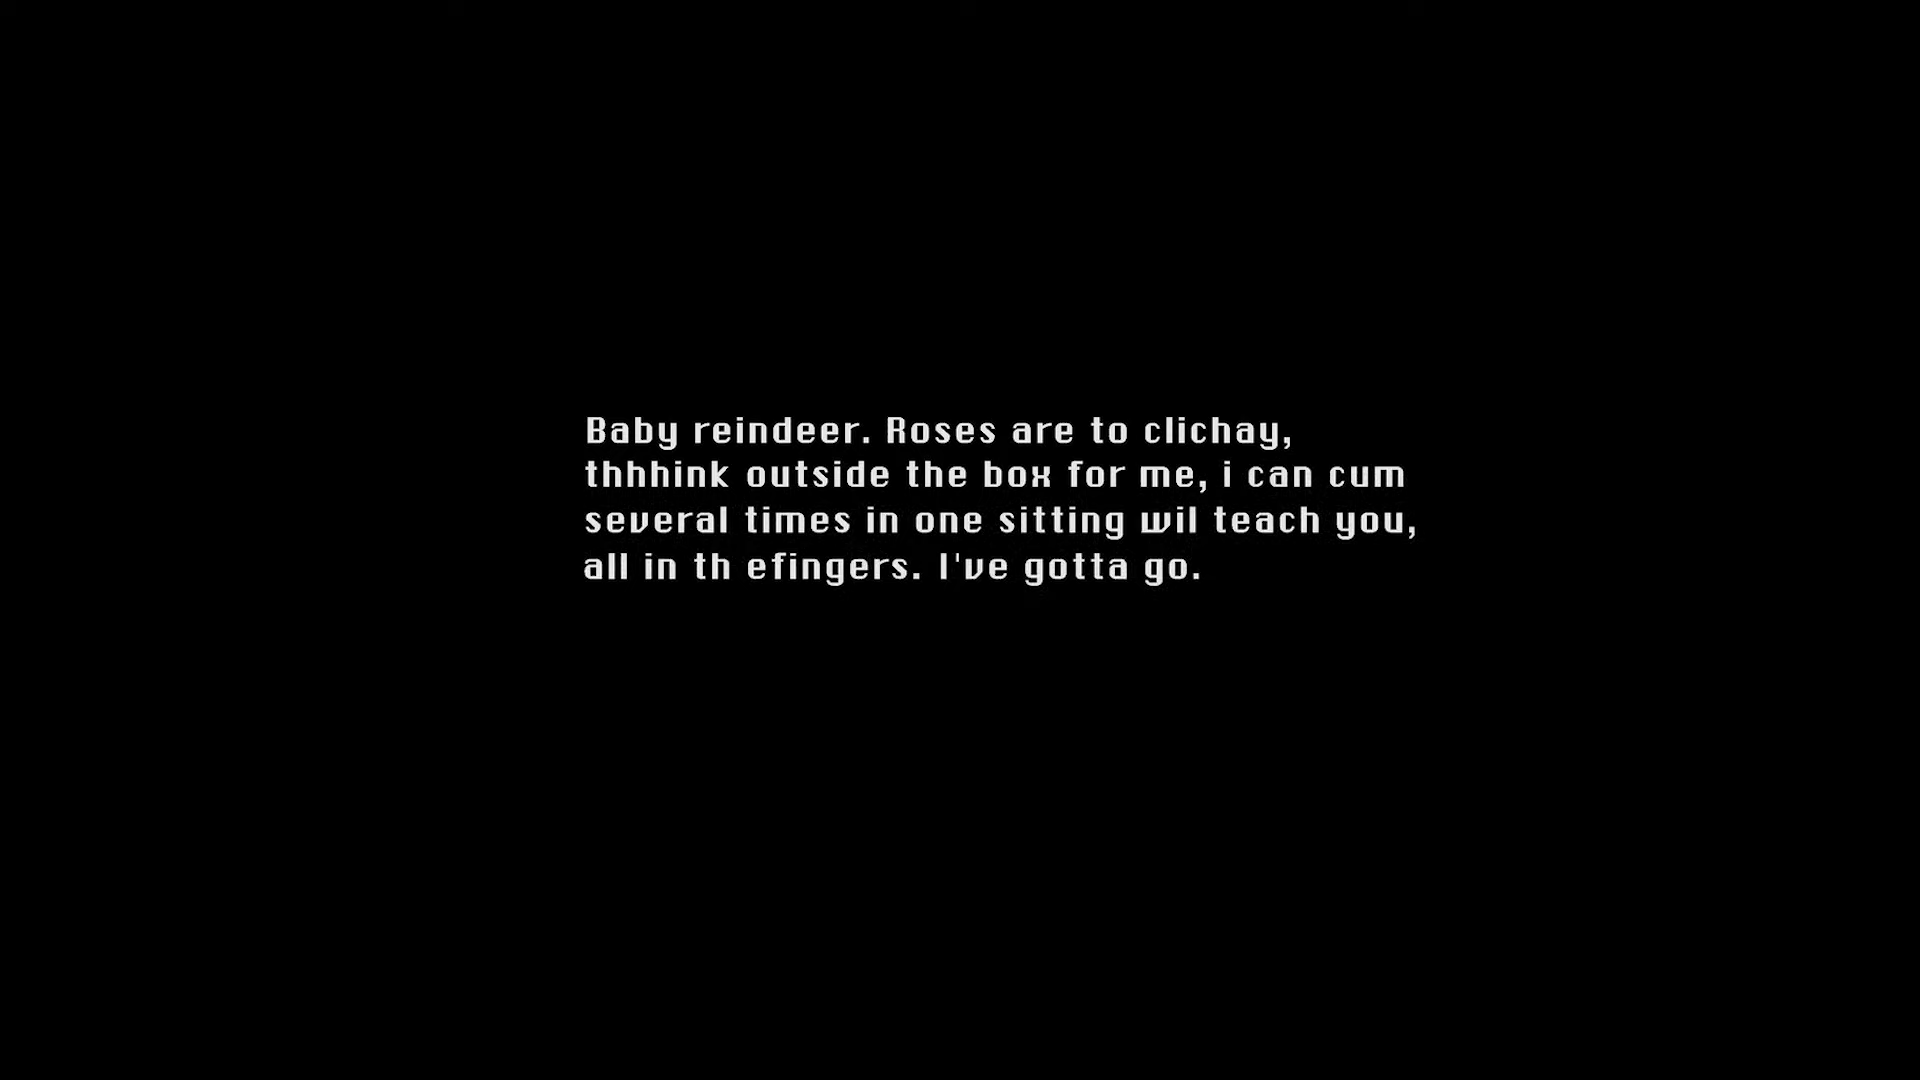 Baby reindeer. Roses are to clichay,
thhhink outside the box for me, i can cum
several times in one sitting wil teach you,
all in th efingers. I've gotta go.